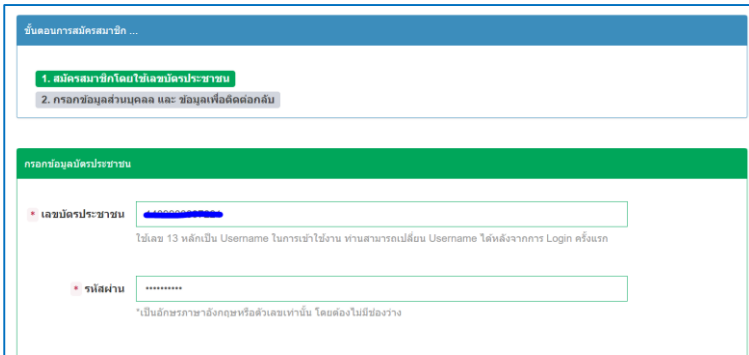 ขั้นตอนการสมัครสมาชิก ...
1. สมัครสมาชิกโดยใช้เลขบัตรประชาชน
2. กรอกข้อมูลส่วนบุคคล และ ข้อมูลเพื่อติดต่อกลับ
กรอกข้อมูลบัตรประชาชน
* เลขบัตรประชาชน
ใช้เลข 13 หลักเป็น Username ในการเข้าใช้งาน ท่านสามารถเปลี่ยน Username ได้หลังจากการ Login ครั้งแรก
* รหัสผ่าน ••••••••••
*เป็นอักษรภาษาอังกฤษหรือตัวเลขเท่านั้น โดยต้องไม่มีช่องว่าง